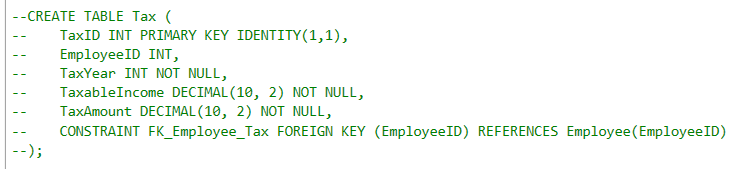 --CREATE TABLE Tax (
--    TaxID INT PRIMARY KEY IDENTITY(1,1),
--    EmployeeID INT,
--    TaxYear INT NOT NULL,
--    TaxableIncome DECIMAL(10, 2) NOT NULL,
--    TaxAmount DECIMAL(10, 2) NOT NULL,
--    CONSTRAINT FK_Employee_Tax FOREIGN KEY (EmployeeID) REFERENCES Employee(EmployeeID)
--);